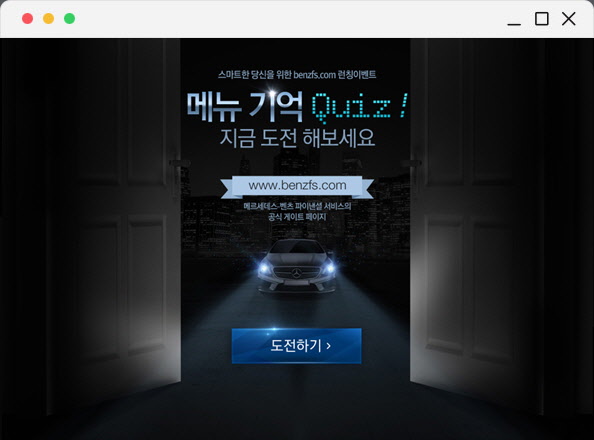 스마트한 당신을 위한 benzfs.com 런칭이벤트
메뉴 기억 Quiz!
지금 도전 해보세요
www.benzfs.com
메르세데스-벤츠 파이낸셜 서비스의
공식 게이트 페이지
도전하기 ›